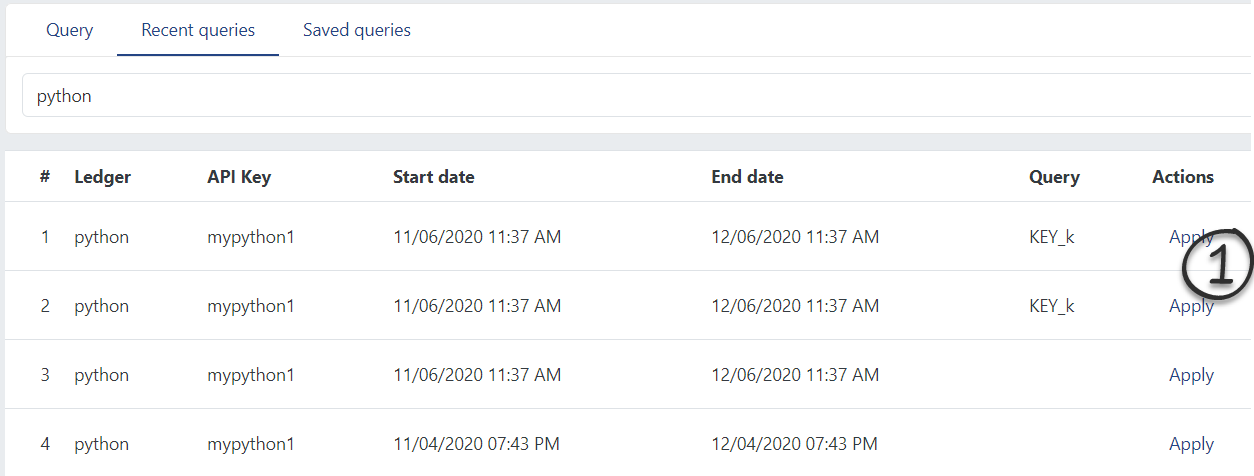 Query Recent queries Saved queries
python
# Ledger API Key Start date End date Query Actions
1 python mypython1 11/06/2020 11:37 AM 12/06/2020 11:37 AM KEY_k Apply
1
2 python mypython1 11/06/2020 11:37 AM 12/06/2020 11:37 AM KEY_k Apply
3 python mypython1 11/06/2020 11:37 AM 12/06/2020 11:37 AM Apply
4 python mypython1 11/04/2020 07:43 PM 12/04/2020 07:43 PM Apply